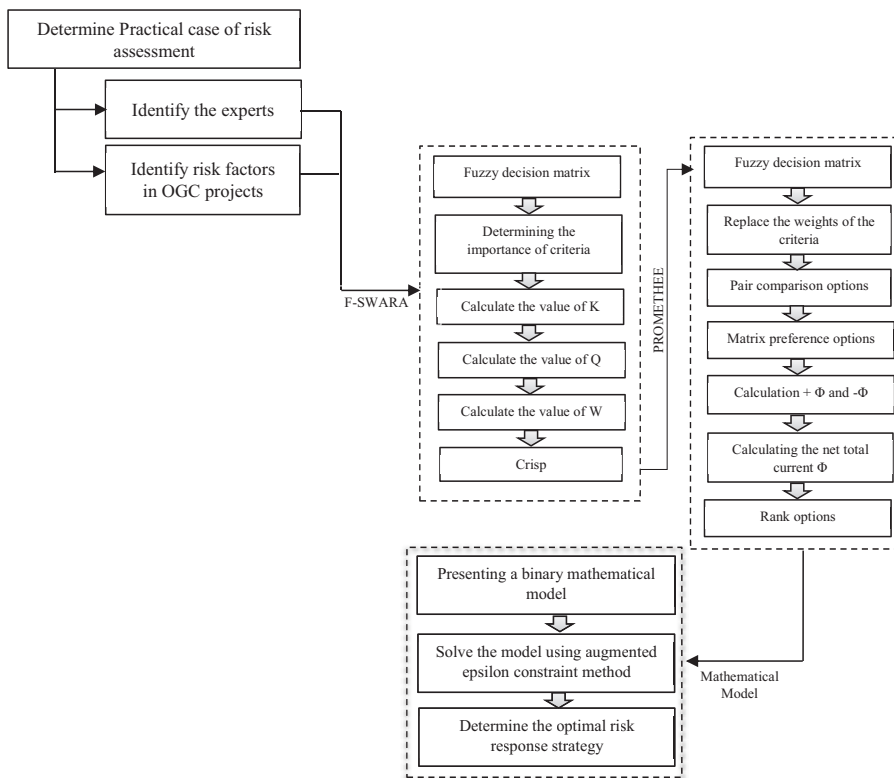 Determine Practical case of risk
assessment
Identify the experts
Identify risk factors
in OGC projects
F-SWARA
Fuzzy decision matrix
Determining the
importance of criteria
Calculate the value of K
Calculate the value of Q
Calculate the value of W
Crisp
PROMETHEE
Fuzzy decision matrix
Replace the weights of the
criteria
Pair comparison options
Matrix preference options
Calculation + Φ and -Φ
Calculating the net total
current Φ
Rank options
Mathematical
Model
Presenting a binary mathematical
model
Solve the model using augmented
epsilon constraint method
Determine the optimal risk
response strategy